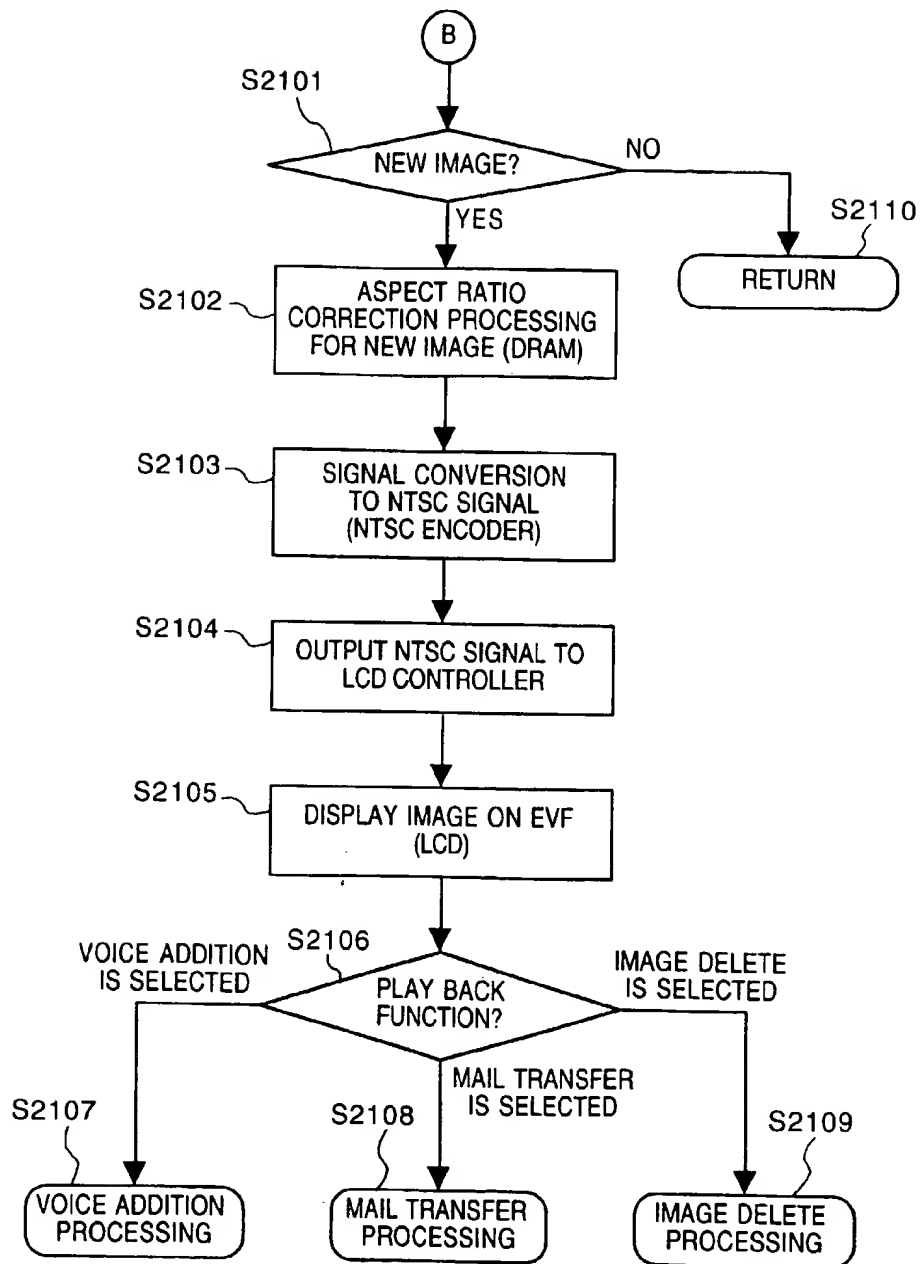 B
S2101
NEW IMAGE?
NO
YES
S2110
RETURN
S2102
ASPECT RATIO
CORRECTION PROCESSING
FOR NEW IMAGE (DRAM)
S2103
SIGNAL CONVERSION
TO NTSC SIGNAL
(NTSC ENCODER)
S2104
OUTPUT NTSC SIGNAL TO
LCD CONTROLLER
S2105
DISPLAY IMAGE ON EVF
(LCD)
S2106
VOICE ADDITION
IS SELECTED
PLAY BACK
FUNCTION?
IMAGE DELETE
IS SELECTED
MAIL TRANSFER
IS SELECTED
S2107
VOICE ADDITION
PROCESSING
S2108
MAIL TRANSFER
PROCESSING
S2109
IMAGE DELETE
PROCESSING